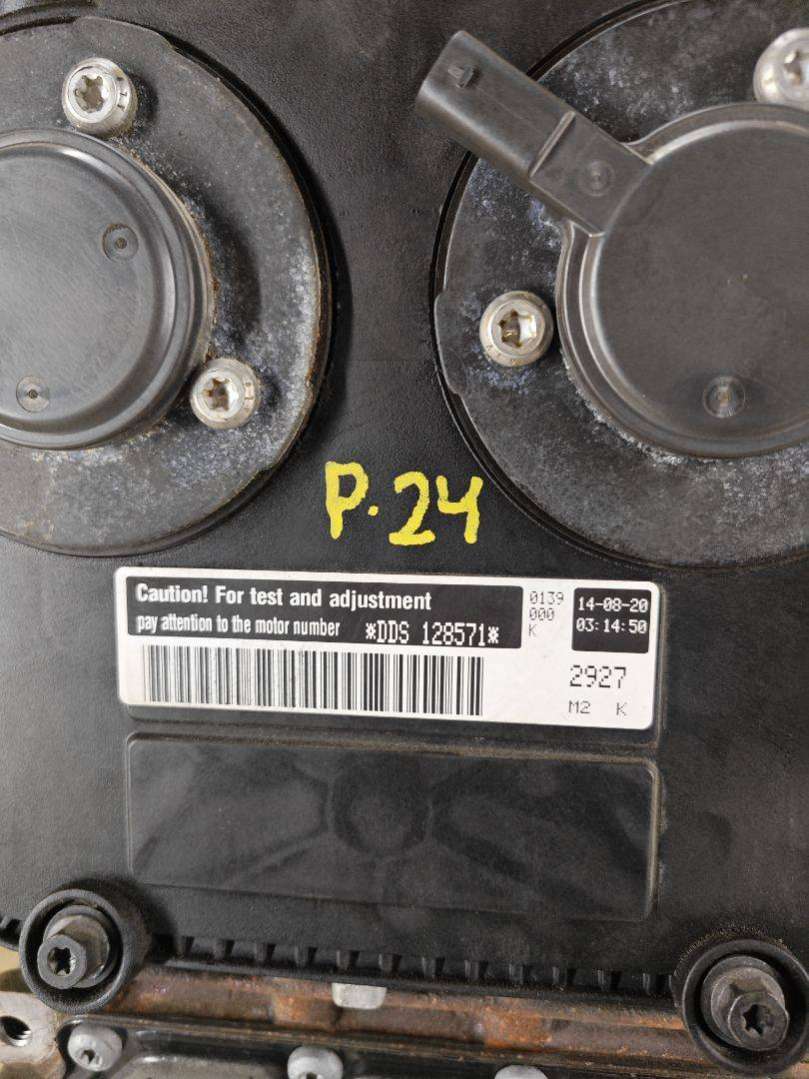 P.24
Caution! For test and adjustment
pay attention to the motor number *DDS 128571*
0139
000
K
14-08-20
03:14:50
2927
M2 K